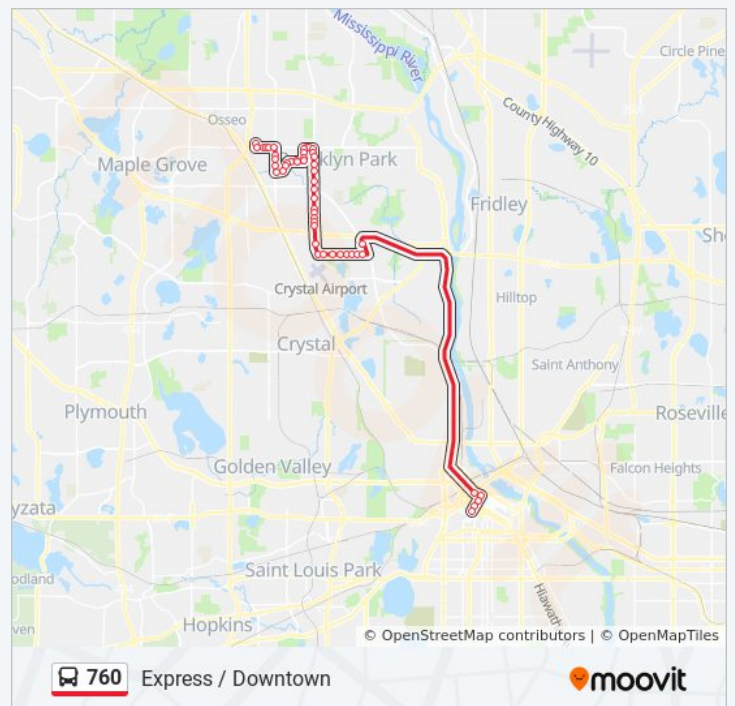 Mississippi River
Circle Pine
County Highway 10
Osseo
Maple Grove
klyn Park
Fridley
Sh
Crystal Airport
Hilltop
Crystal
Saint Anthony
Plymouth
Roseville
Golden Valley
Falcon Heights
yzata
Saint Louis Park
odland
Hiawath
Hopkins
ven
© OpenStreetMap contributors | © OpenMapTiles
760 Express / Downtown
moovit